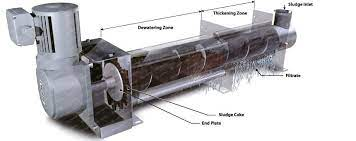 Sludge Inlet
Thickening Zone
Dewatering Zone
Filtrate
Sludge Cake
End Plate